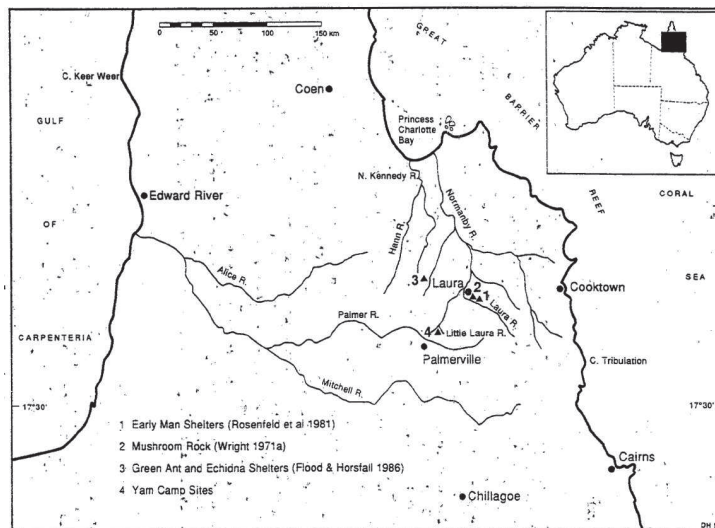 0 50 100 150 km
GREAT
BARRIER
REEF
CORAL
SEA
C. Keer Weer
Coen
GULF
OF
CARPENTERIA
Princess
Charlotte
Bay
N. Kennedy R.
Edward River
Hann R.
Normanby R.
Alice R.
3
Laura
2
1
Laura R.
Cooktown
Palmer R.
4
Little Laura R.
Palmerville
C. Tribulation
Mitchell R.
17°30'
17°30'
1 Early Man Shelters (Rosenfeld et al 1981)
2 Mushroom Rock (Wright 1971a)
3 Green Ant and Echidna Shelters (Flood & Horsfall 1986)
4 Yam Camp Sites
Cairns
Chillagoe